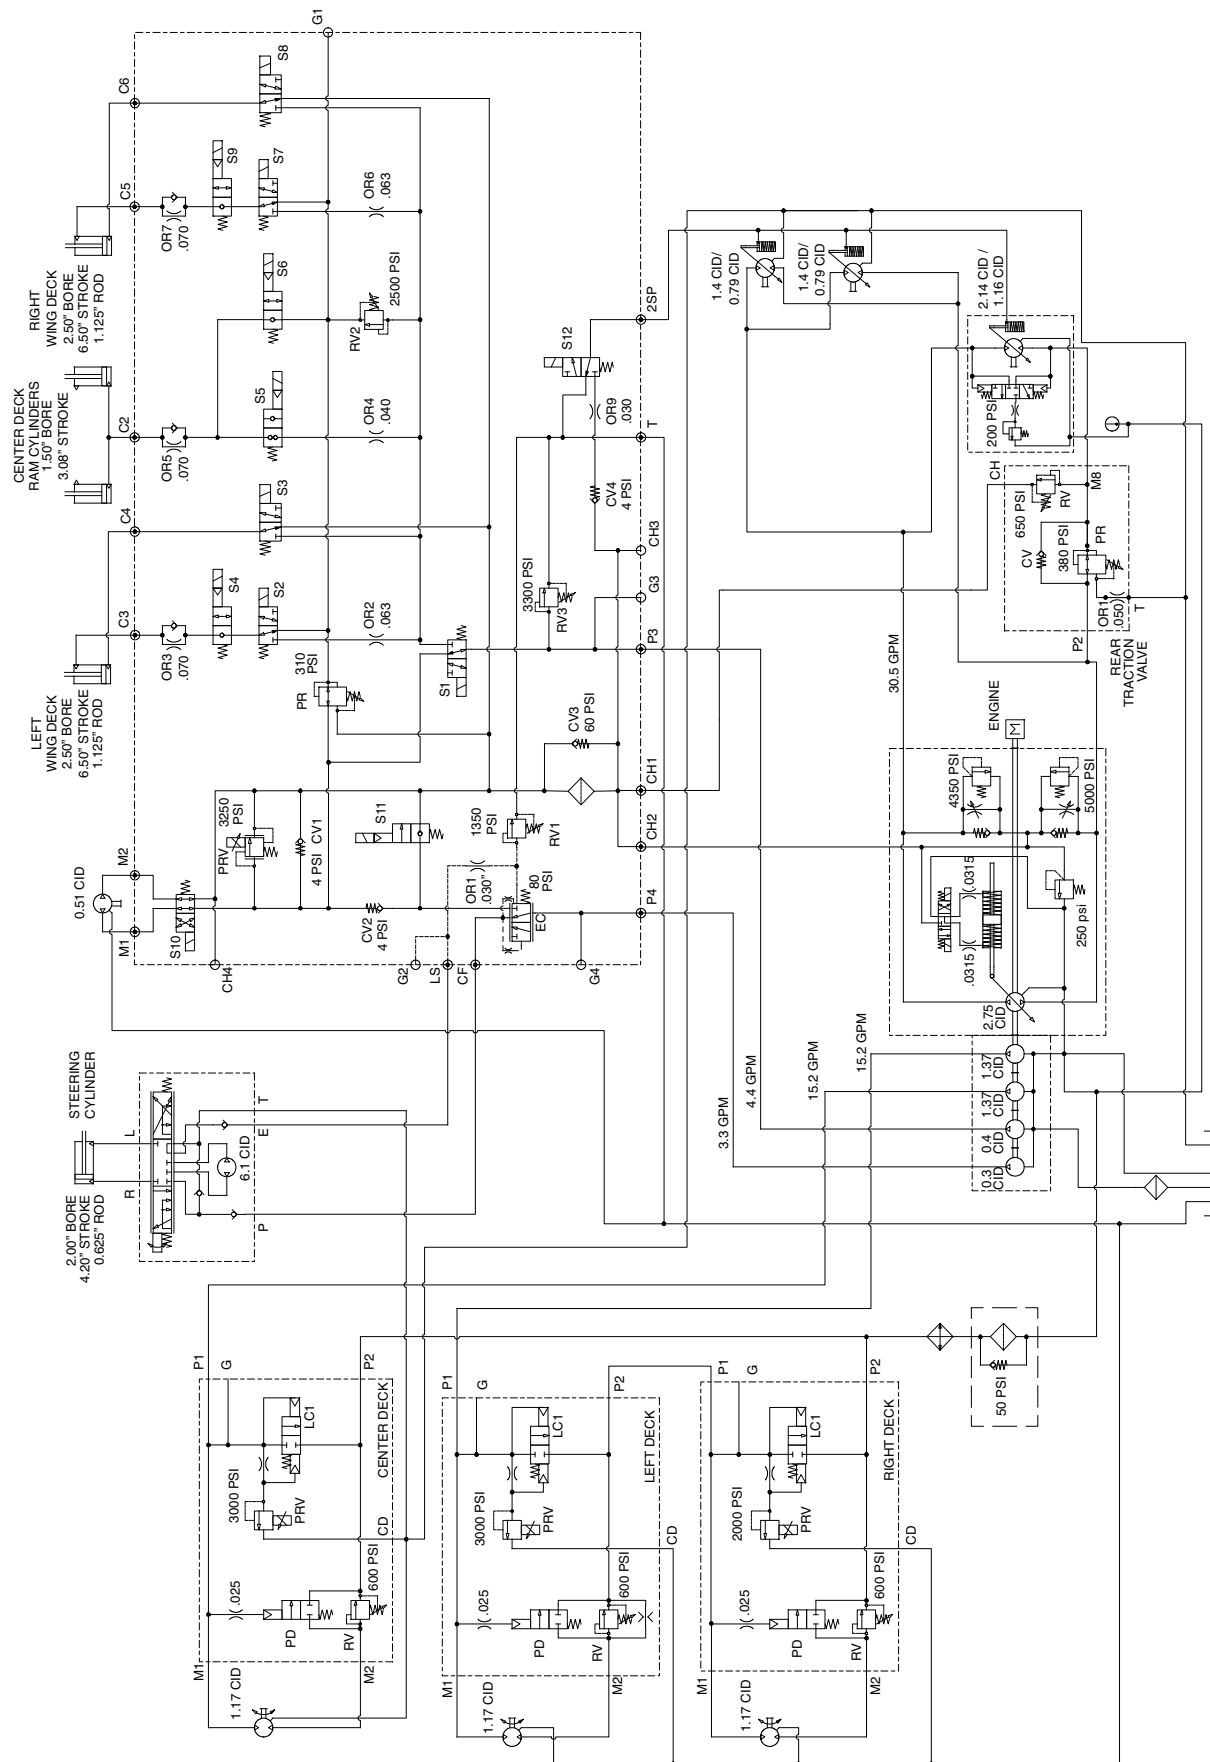 G1
S8
C6
C5
OR7
.070
S9
S7
OR6
.063
RIGHT
WING DECK
2.50" BORE
6.50" STROKE
1.125" ROD
S6
RV2
2500 PSI
CENTER DECK
RAM CYLINDERS
1.50" BORE
3.08" STROKE
C2
OR5
.070
S5
OR4
.040
C4
S3
C3
OR3
.070
S4
S2
OR2
.063
LEFT
WING DECK
2.50" BORE
6.50" STROKE
1.125" ROD
PR
310
PSI
S1
S12
2SP
OR9
.030
T
CV4
4 PSI
CH3
3300 PSI
RV3
G3
P3
CV3
60 PSI
CH1
CH2
P4
0.51 CID
M2
M1
S10
CH4
3250
PSI
PRV
4 PSI CV1
S11
CV2
4 PSI
1350
PSI
RV1
OR1
.030"
80
PSI
EC
G2
LS
CF
G4
STEERING
CYLINDER
2.00" BORE
4.20" STROKE
0.625" ROD
L
R
T
E
P
6.1 CID
1.4 CID/
0.79 CID
1.4 CID/
0.79 CID
2.14 CID /
1.16 CID
200 PSI
CH
650 PSI
RV
M8
CV
380 PSI
PR
OR1
.050
T
P2
REAR
TRACTION
VALVE
30.5 GPM
ENGINE
M
4350 PSI
5000 PSI
.0315
.0315
250 psi
2.75
CID
15.2 GPM
15.2 GPM
4.4 GPM
3.3 GPM
1.37
CID
1.37
CID
0.4
CID
0.3
CID
P1
G
P2
LC1
CENTER DECK
3000 PSI
PRV
CD
600 PSI
.025
PD
RV
M1
M2
1.17 CID
P1
G
P2
LC1
LEFT DECK
3000 PSI
PRV
CD
600 PSI
.025
PD
RV
M1
M2
1.17 CID
P1
G
P2
LC1
RIGHT DECK
2000 PSI
PRV
CD
600 PSI
.025
PD
RV
M1
M2
1.17 CID
50 PSI